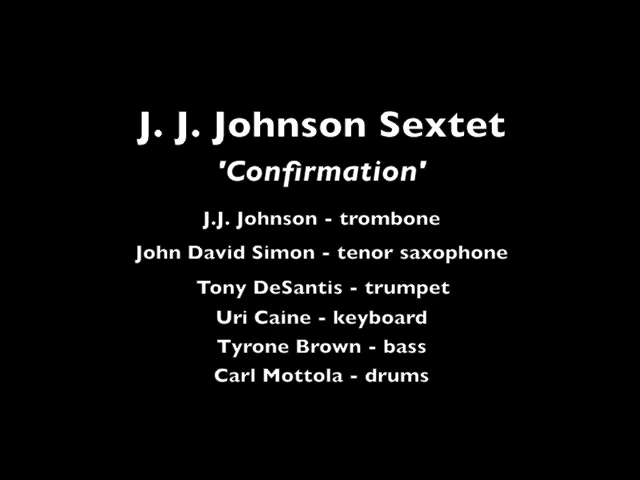 J. J. Johnson Sextet
'Confirmation'
J.J. Johnson - trombone
John David Simon - tenor saxophone
Tony DeSantis - trumpet
Uri Caine - keyboard
Tyrone Brown - bass
Carl Mottola - drums